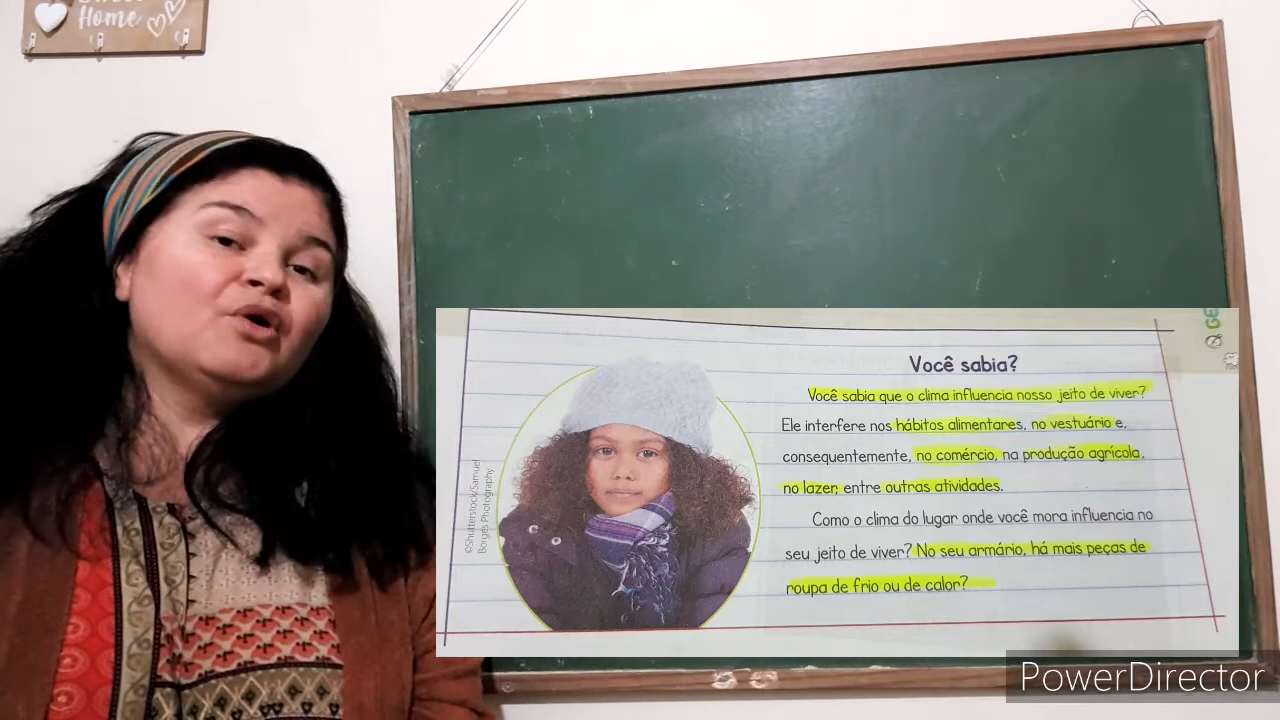 Home
GE
Você sabia?
Você sabia que o clima influencia nosso jeito de viver?
Ele interfere nos hábitos alimentares, no vestuário e,
consequentemente, no comércio, na produção agrícola,
no lazer, entre outras atividades.
Como o clima do lugar onde você mora influencia no
seu jeito de viver? No seu armário, há mais peças de
roupa de frio ou de calor?
©Shutterstock/Samuel
Borges Photography
PowerDirector